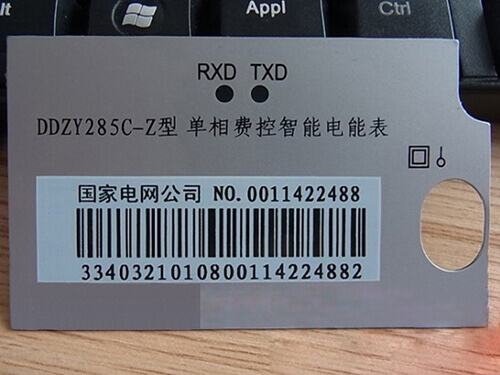 Appl
Ctrl
RXD TXD
DDZY285C-Z型 单相费控智能电能表
国家电网公司 NO.0011422488
3340321010800114224882